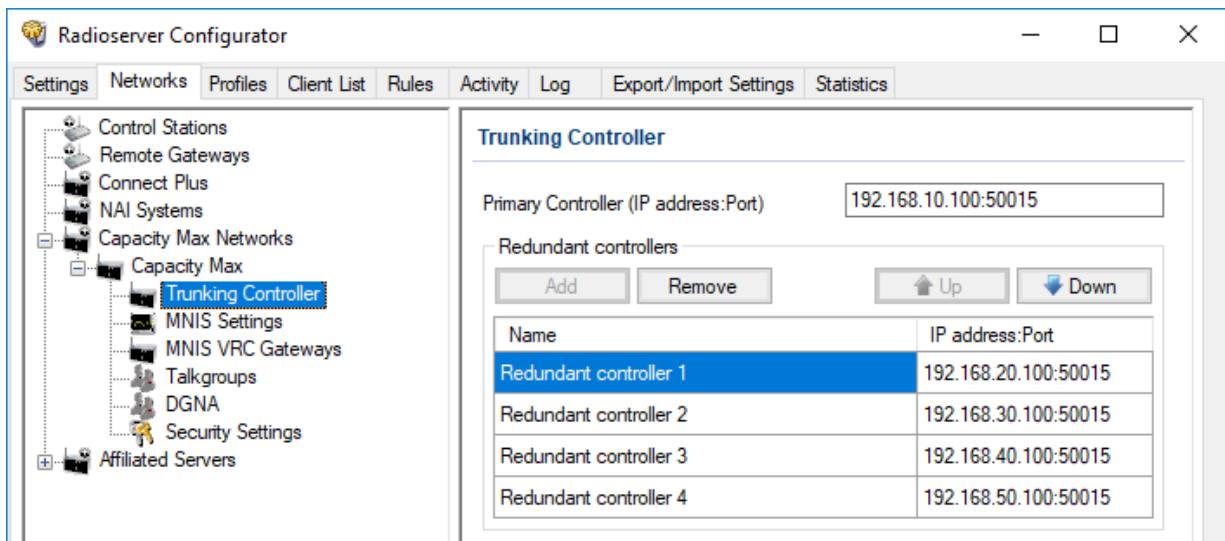 Radioserver Configurator
Settings Networks Profiles Client List Rules Activity Log Export/Import Settings Statistics
Control Stations
Remote Gateways
Connect Plus
NAI Systems
Capacity Max Networks
Capacity Max
Trunking Controller
MNIS Settings
MNIS VRC Gateways
Talkgroups
DGNA
Security Settings
Affiliated Servers
Trunking Controller
Primary Controller (IP address:Port) 192.168.10.100:50015
Redundant controllers
Add Remove Up Down
Name IP address:Port
Redundant controller 1 192.168.20.100:50015
Redundant controller 2 192.168.30.100:50015
Redundant controller 3 192.168.40.100:50015
Redundant controller 4 192.168.50.100:50015